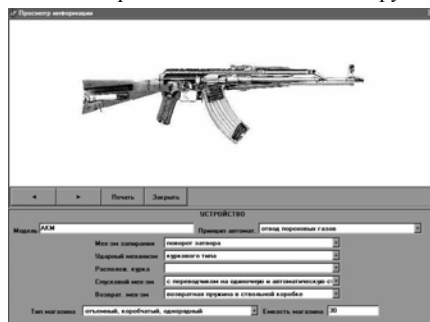 Просмотр информации
Печать Закрыть
УСТРОЙСТВО
Модель АКМ Принцип автомат. отвод пороховых газов
Мех-зм запирания поворот затвора
Ударный механизм куркового типа
Располож. курка
Спусковой мех-зм с переводчиком на одиночную и автоматическую ст
Возврат. мех-зм возвратная пружина в ствольной коробке
Тип магазина отъемный, коробчатый, однорядный Емкость магазина 30